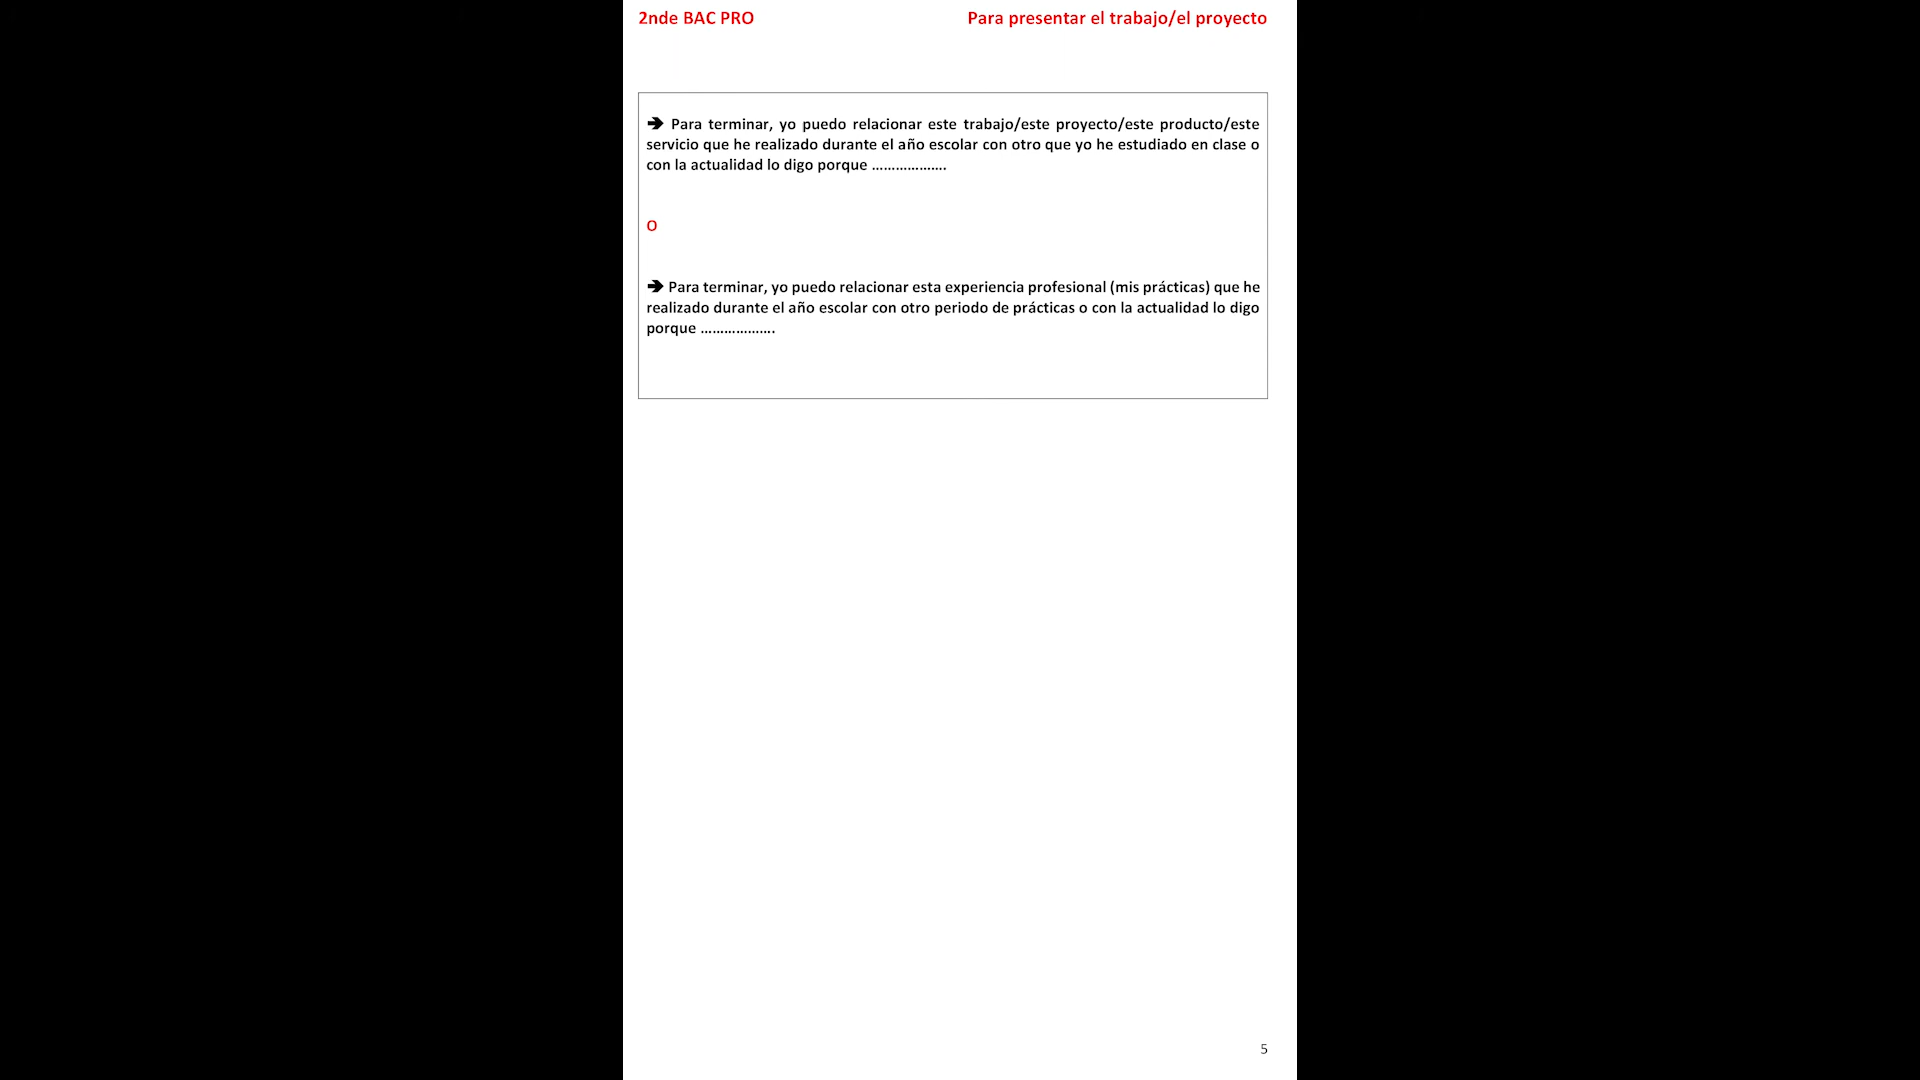 2nde BAC PRO Para presentar el trabajo/el proyecto
➔ Para terminar, yo puedo relacionar este trabajo/este proyecto/este producto/este
servicio que he realizado durante el año escolar con otro que yo he estudiado en clase o
con la actualidad lo digo porque ……………….
O
➔ Para terminar, yo puedo relacionar esta experiencia profesional (mis prácticas) que he
realizado durante el año escolar con otro periodo de prácticas o con la actualidad lo digo
porque ……………….
5